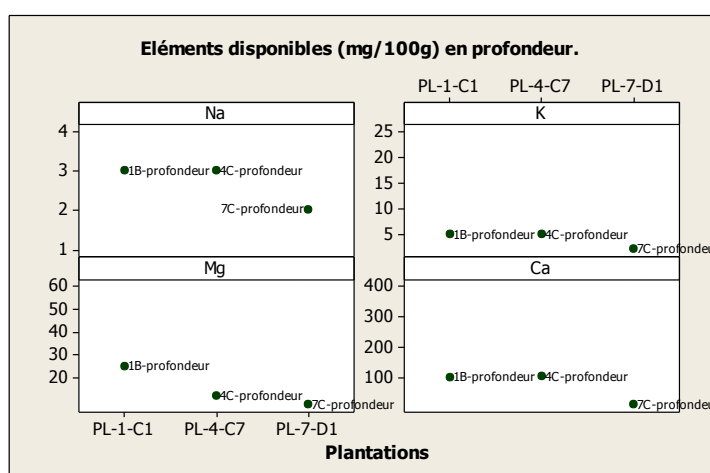 Eléments disponibles (mg/100g) en profondeur.
PL-1-C1 PL-4-C7 PL-7-D1
Na K
4
3
2
1
1B-profondeur 4C-profondeur
7C-profondeur
25
20
15
10
5
1B-profondeur 4C-profondeur
7C-profondeur
Mg Ca
60
50
40
30
20
1B-profondeur
4C-profondeur
7C-profondeur
400
300
200
100
1B-profondeur 4C-profondeur
7C-profondeur
PL-1-C1 PL-4-C7 PL-7-D1
Plantations